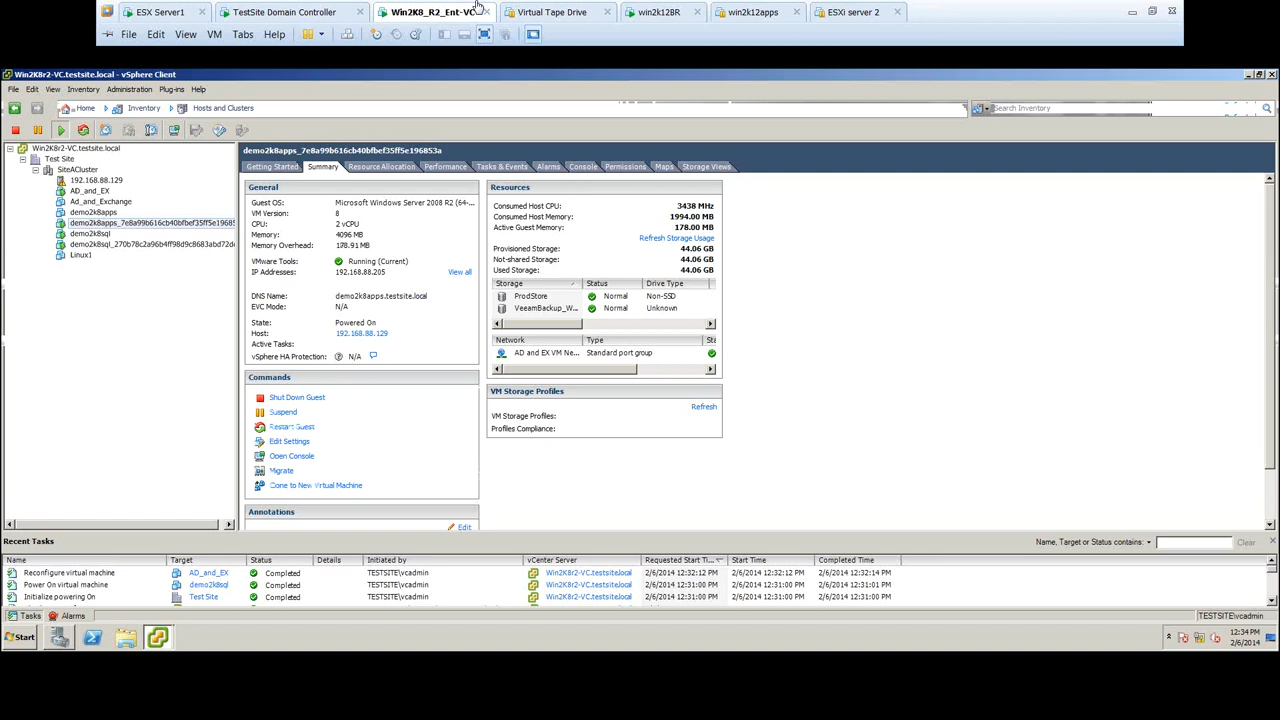 ESX Server1 TestSite Domain Controller Win2K8_R2_Ent-VC Virtual Tape Drive win2k12BR win2k12apps ESXi server 2
File Edit View VM Tabs Help
Win2K8r2-VC.testsite.local - vSphere Client
File Edit View Inventory Administration Plug-ins Help
Home Inventory Hosts and Clusters Search Inventory
Win2K8r2-VC.testsite.local
Test Site
SiteACluster
192.168.88.129
AD_and_EX
Ad_and_Exchange
demo2k8apps
demo2k8apps_7e8a99b616cb40bfbef35ff5e19685
demo2k8sql
demo2k8sql_270b78c2a96b4ff98d9c8683abd72de
Linux1
demo2k8apps_7e8a99b616cb40bfbef35ff5e196853a
Getting Started Summary Resource Allocation Performance Tasks & Events Alarms Console Permissions Maps Storage Views
General
Guest OS: Microsoft Windows Server 2008 R2 (64-...
VM Version: 8
CPU: 2 vCPU
Memory: 4096 MB
Memory Overhead: 178.91 MB
VMware Tools: Running (Current)
IP Addresses: 192.168.88.205 View all
DNS Name: demo2k8apps.testsite.local
EVC Mode: N/A
State: Powered On
Host: 192.168.88.129
Active Tasks:
vSphere HA Protection: N/A
Commands
Shut Down Guest
Suspend
Restart Guest
Edit Settings
Open Console
Migrate
Clone to New Virtual Machine
Annotations
Edit
Resources
Consumed Host CPU: 3438 MHz
Consumed Host Memory: 1994.00 MB
Active Guest Memory: 178.00 MB
Refresh Storage Usage
Provisioned Storage: 44.06 GB
Not-shared Storage: 44.06 GB
Used Storage: 44.06 GB
Storage Status Drive Type
ProdStore Normal Non-SSD
VeeamBackup_W... Normal Unknown
Network Type Sta
AD and EX VM Ne... Standard port group
VM Storage Profiles
Refresh
VM Storage Profiles:
Profiles Compliance:
Recent Tasks Name, Target or Status contains: Clear
Name Target Status Details Initiated by vCenter Server Requested Start Ti... Start Time Completed Time
Reconfigure virtual machine AD_and_EX Completed TESTSITE\vcadmin Win2K8r2-VC.testsite.local 2/6/2014 12:32:12 PM 2/6/2014 12:32:12 PM 2/6/2014 12:32:14 PM
Power On virtual machine demo2k8sql Completed TESTSITE\vcadmin Win2K8r2-VC.testsite.local 2/6/2014 12:31:00 PM 2/6/2014 12:31:00 PM 2/6/2014 12:31:00 PM
Initialize powering On Test Site Completed TESTSITE\vcadmin Win2K8r2-VC.testsite.local 2/6/2014 12:31:00 PM 2/6/2014 12:31:00 PM 2/6/2014 12:31:00 PM
Tasks Alarms TESTSITE\vcadmin
Start 12:34 PM
2/6/2014